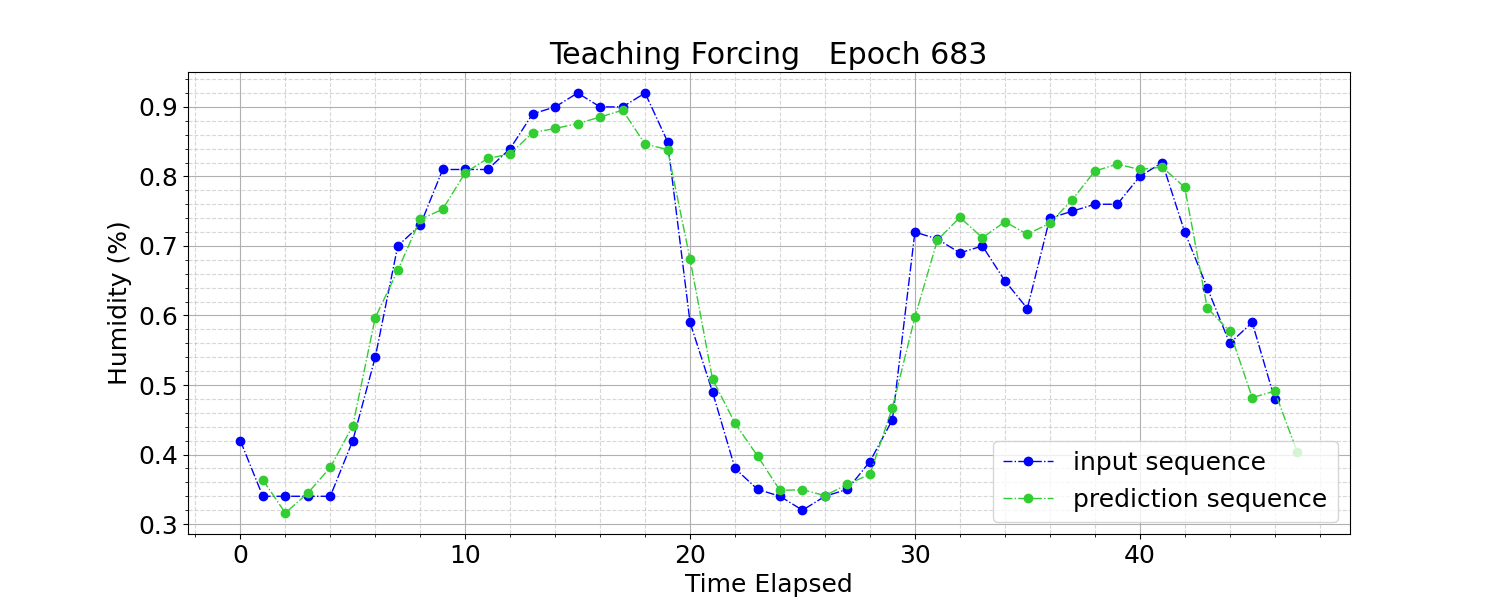 Teaching Forcing   Epoch 683
Humidity (%)
0.9
0.8
0.7
0.6
0.5
0.4
0.3
0 10 20 30 40
Time Elapsed
input sequence
prediction sequence